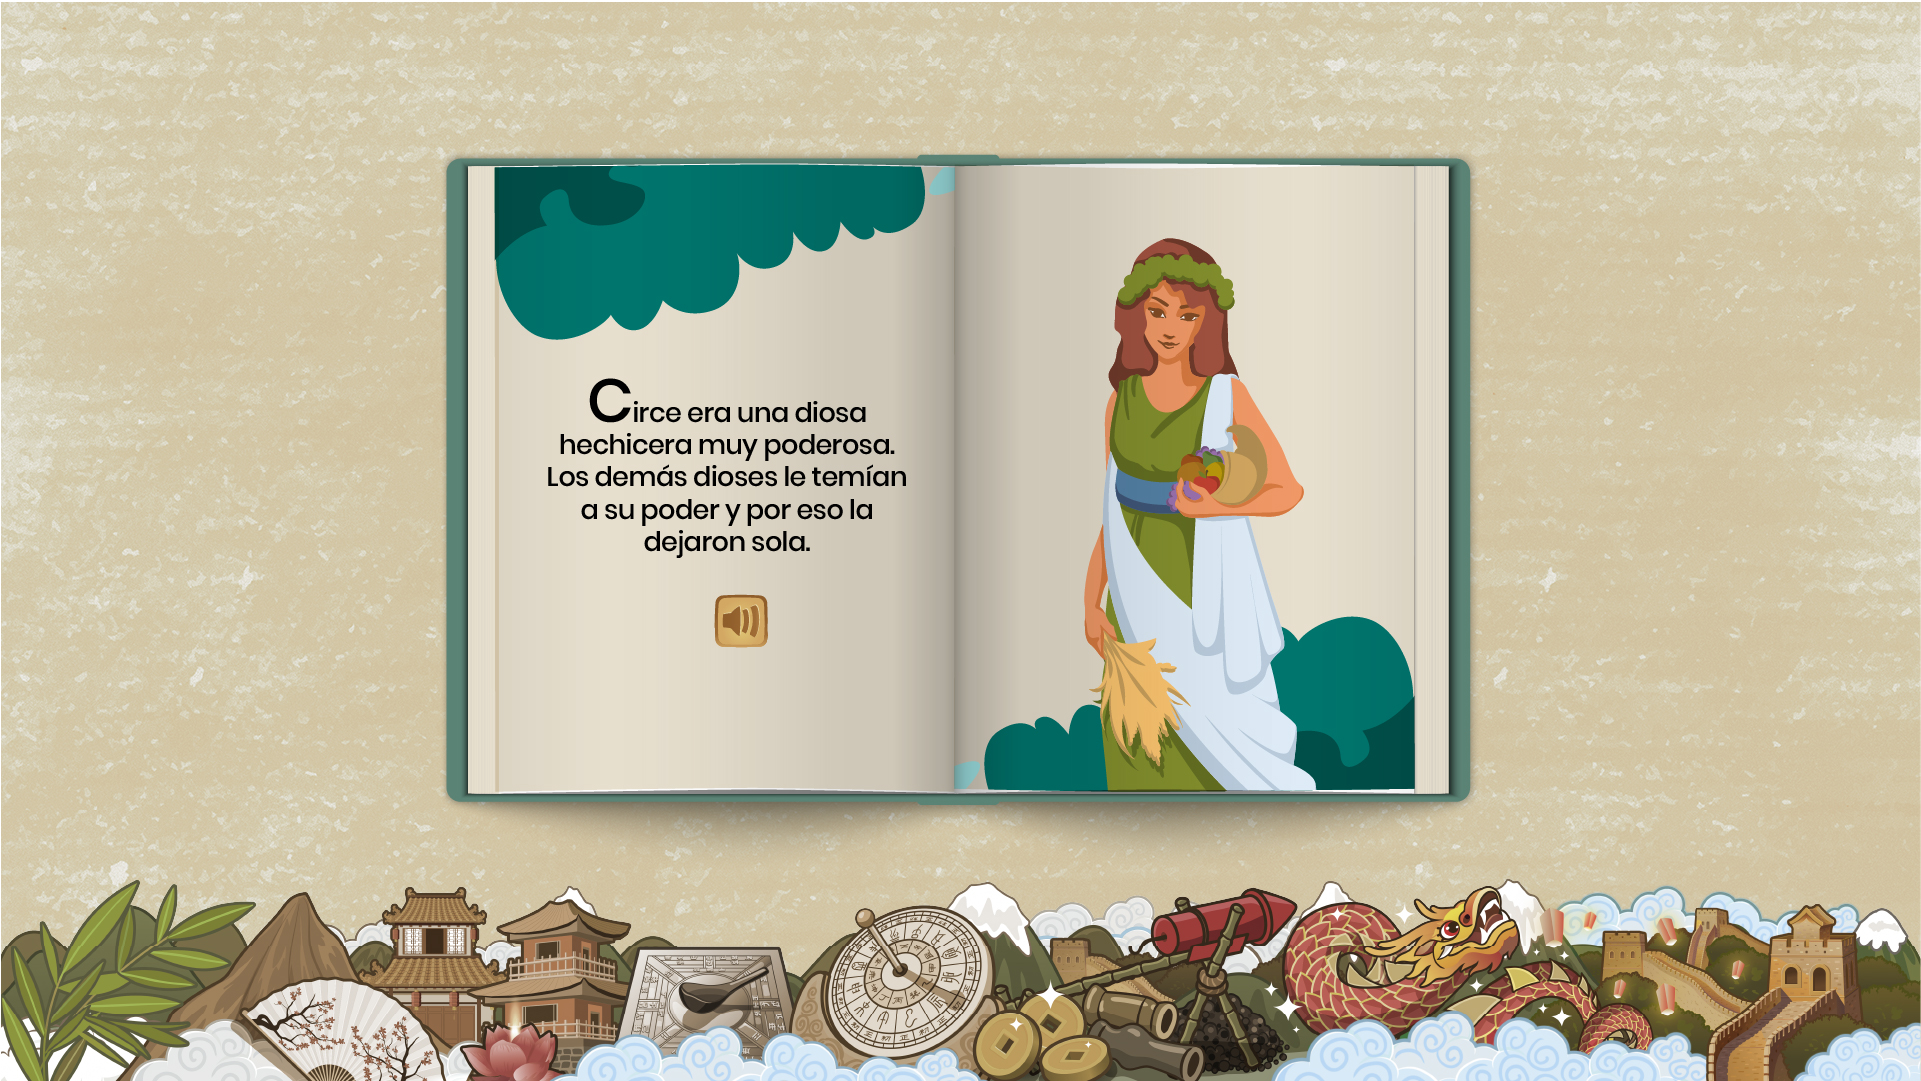 Circe era una diosa
hechicera muy poderosa.
Los demás dioses le temían
a su poder y por eso la
dejaron sola.